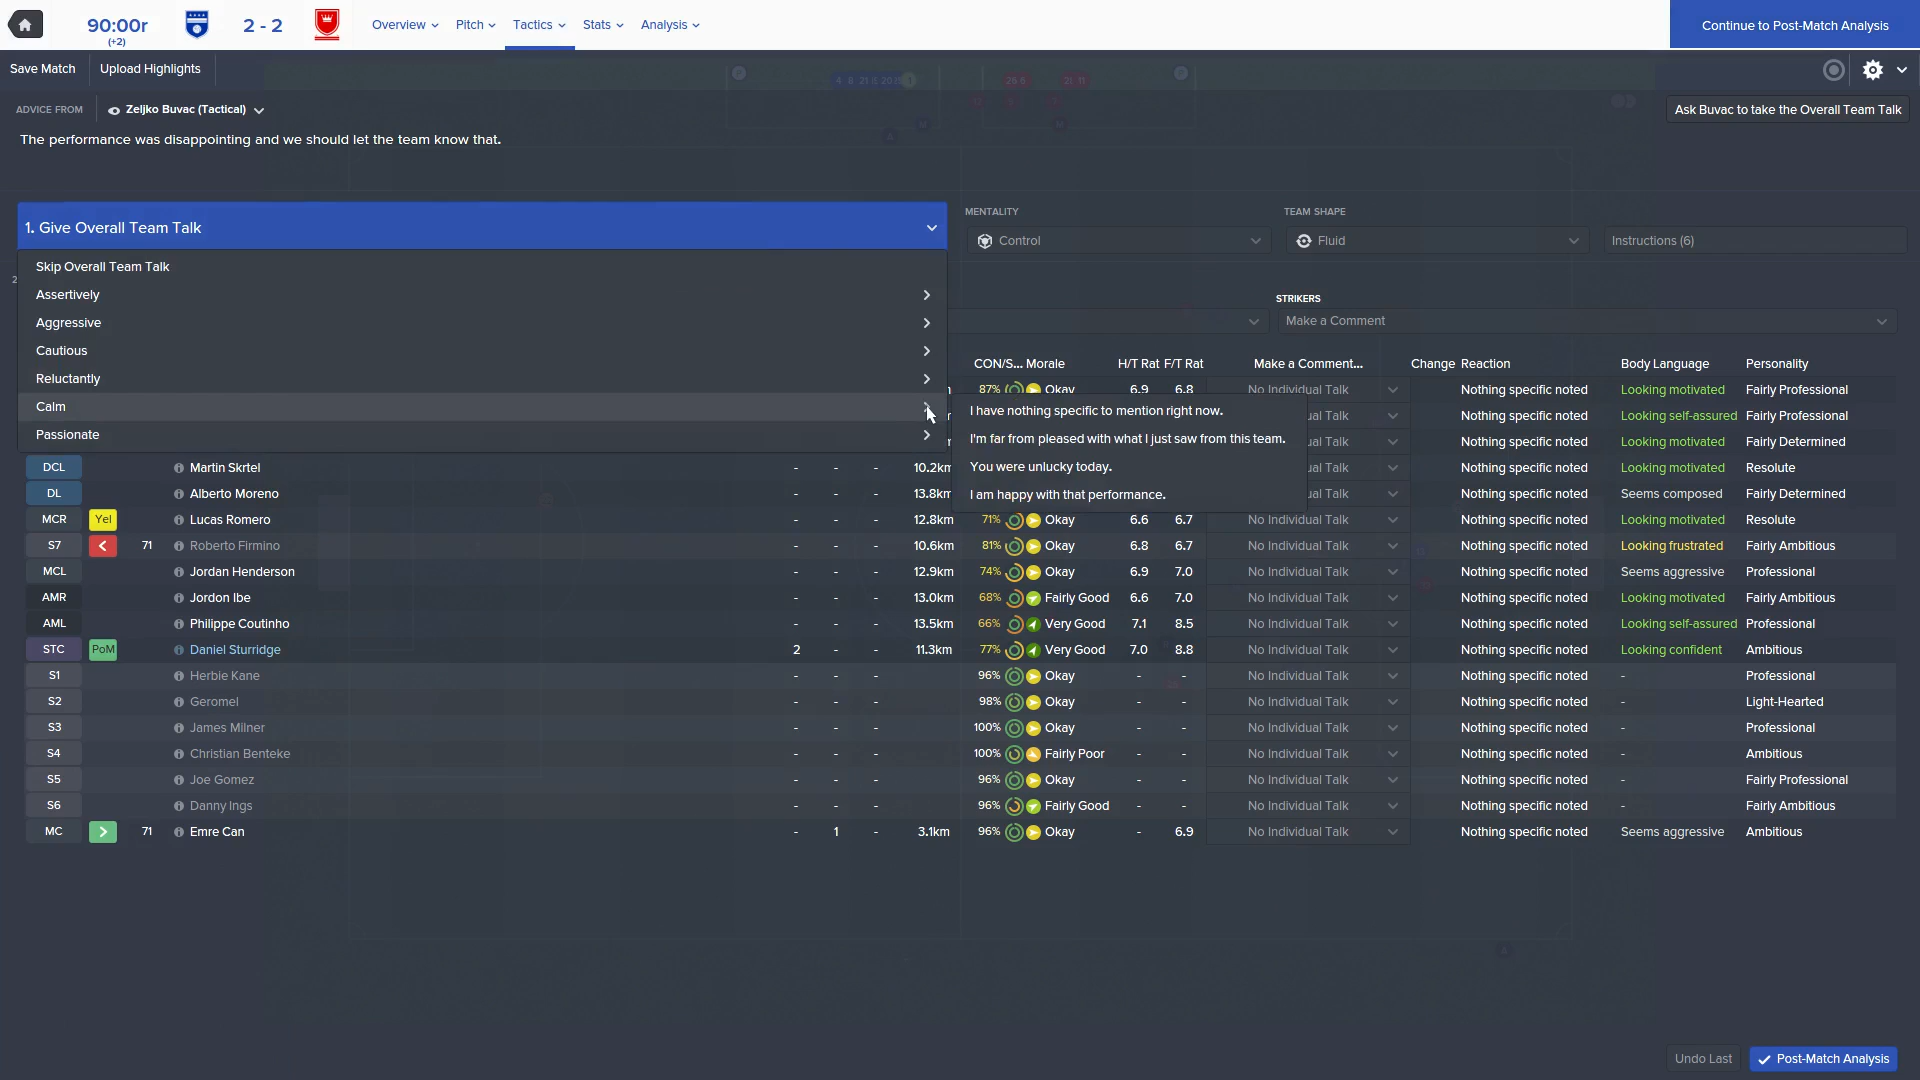 90:00r
(+2)
2 - 2
Overview
Pitch
Tactics
Stats
Analysis
Continue to Post-Match Analysis
Save Match
Upload Highlights
ADVICE FROM
Zeljko Buvac (Tactical)
Ask Buvac to take the Overall Team Talk
The performance was disappointing and we should let the team know that.
1. Give Overall Team Talk
MENTALITY
Control
TEAM SHAPE
Fluid
Instructions (6)
Skip Overall Team Talk
Assertively
Aggressive
Cautious
Reluctantly
Calm
Passionate
STRIKERS
Make a Comment
I have nothing specific to mention right now.
I'm far from pleased with what I just saw from this team.
You were unlucky today.
I am happy with that performance.
CON/S... Morale H/T Rat F/T Rat Make a Comment... Change Reaction Body Language Personality
87% Okay 6.9 6.8 No Individual Talk Nothing specific noted Looking motivated Fairly Professional
Nothing specific noted Looking self-assured Fairly Professional
Nothing specific noted Looking motivated Fairly Determined
DCL Martin Skrtel - - - 10.2km Nothing specific noted Looking motivated Resolute
DL Alberto Moreno - - - 13.8km Nothing specific noted Seems composed Fairly Determined
MCR Yel Lucas Romero - - - 12.8km 71% Okay 6.6 6.7 No Individual Talk Nothing specific noted Looking motivated Resolute
S7 71 Roberto Firmino - - - 10.6km 81% Okay 6.8 6.7 No Individual Talk Nothing specific noted Looking frustrated Fairly Ambitious
MCL Jordan Henderson - - - 12.9km 74% Okay 6.9 7.0 No Individual Talk Nothing specific noted Seems aggressive Professional
AMR Jordon Ibe - - - 13.0km 68% Fairly Good 6.6 7.0 No Individual Talk Nothing specific noted Looking motivated Fairly Ambitious
AML Philippe Coutinho - - - 13.5km 66% Very Good 7.1 8.5 No Individual Talk Nothing specific noted Looking self-assured Professional
STC PoM Daniel Sturridge 2 - - 11.3km 77% Very Good 7.0 8.8 No Individual Talk Nothing specific noted Looking confident Ambitious
S1 Herbie Kane - - - 96% Okay - - No Individual Talk Nothing specific noted - Professional
S2 Geromel - - - 98% Okay - - No Individual Talk Nothing specific noted - Light-Hearted
S3 James Milner - - - 100% Okay - - No Individual Talk Nothing specific noted - Professional
S4 Christian Benteke - - - 100% Fairly Poor - - No Individual Talk Nothing specific noted - Ambitious
S5 Joe Gomez - - - 96% Okay - - No Individual Talk Nothing specific noted - Fairly Professional
S6 Danny Ings - - - 96% Fairly Good - - No Individual Talk Nothing specific noted - Fairly Ambitious
MC 71 Emre Can - 1 - 3.1km 96% Okay - 6.9 No Individual Talk Nothing specific noted Seems aggressive Ambitious
Undo Last
Post-Match Analysis